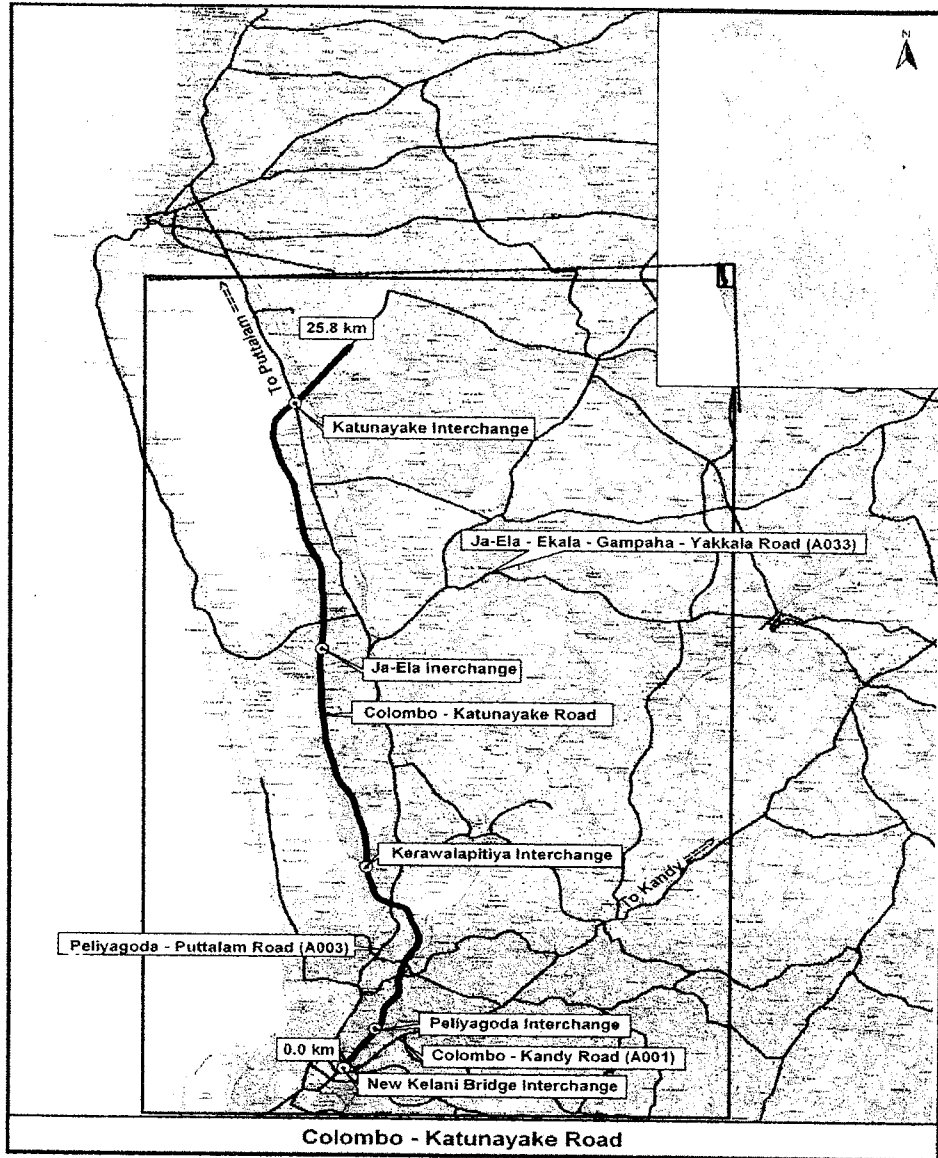 N
To Puttalam ===>
25.8 km
Katunayake Interchange
Ja-Ela - Ekala - Gampaha - Yakkala Road (A033)
Ja-Ela Inerchange
Colombo - Katunayake Road
Kerawalapitiya Interchange
To Kandy ===>
Peliyagoda - Puttalam Road (A003)
Peliyagoda Interchange
0.0 km
Colombo - Kandy Road (A001)
New Kelani Bridge Interchange
Colombo - Katunayake Road